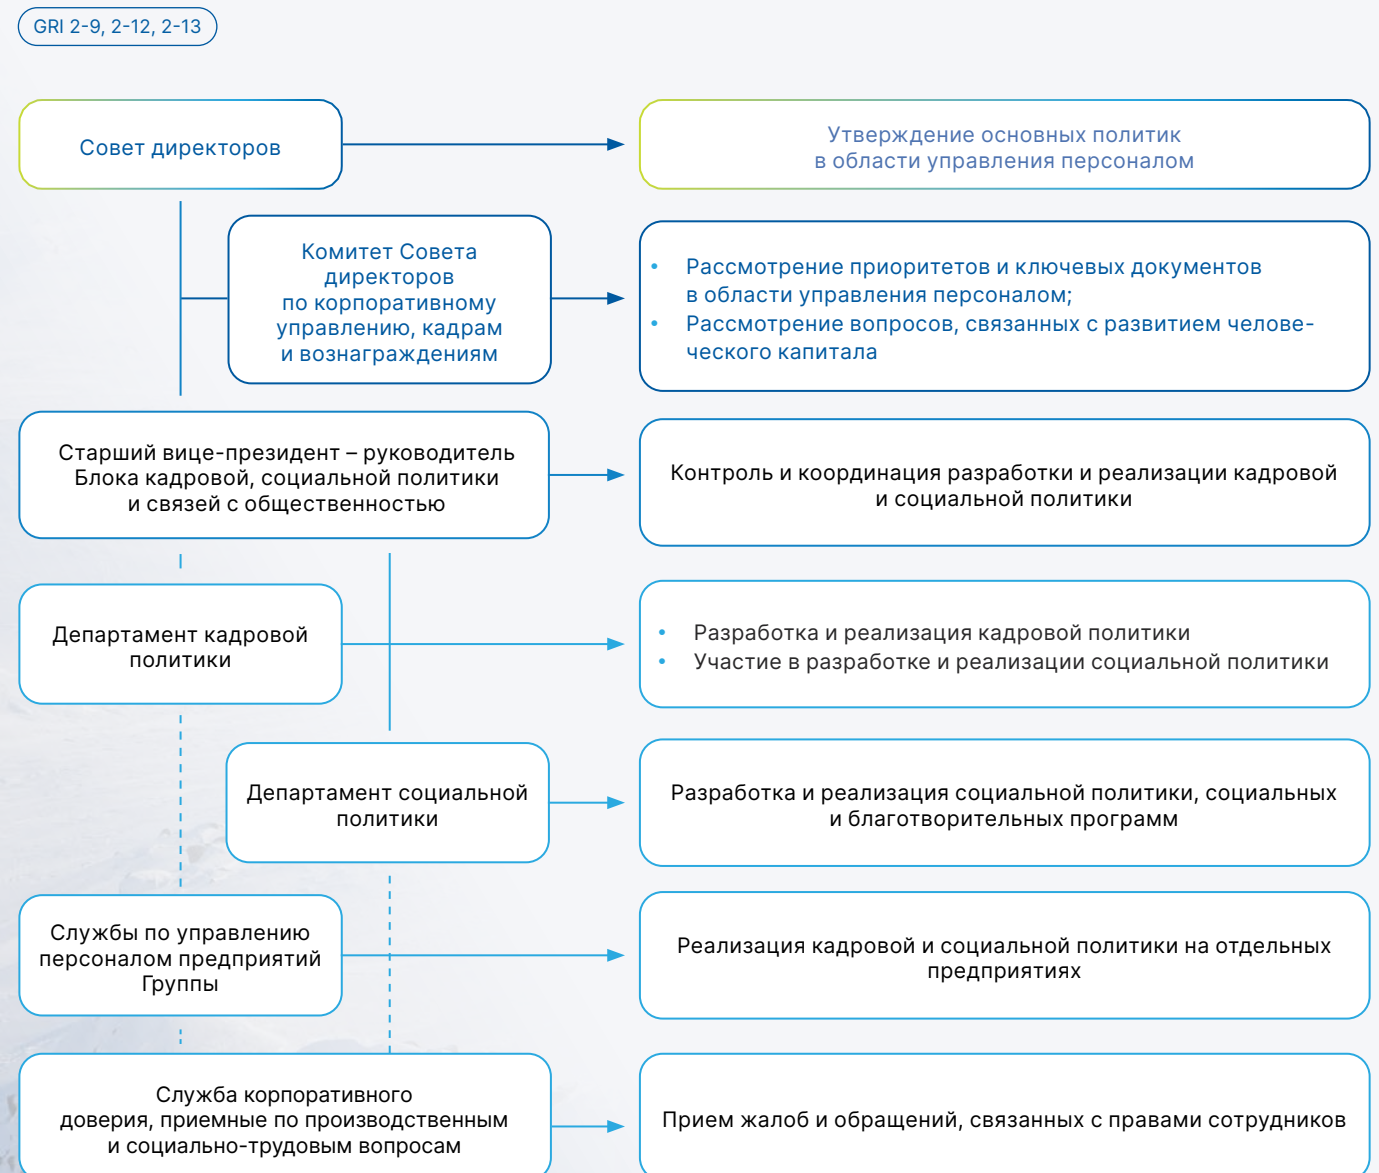 GRI 2-9, 2-12, 2-13
Совет директоров
Утверждение основных политик
в области управления персоналом
Комитет Совета
директоров
по корпоративному
управлению, кадрам
и вознаграждениям
• Рассмотрение приоритетов и ключевых документов
в области управления персоналом;
• Рассмотрение вопросов, связанных с развитием челове-
ческого капитала
Старший вице-президент – руководитель
Блока кадровой, социальной политики
и связей с общественностью
Контроль и координация разработки и реализации кадровой
и социальной политики
Департамент кадровой
политики
• Разработка и реализация кадровой политики
• Участие в разработке и реализации социальной политики
Департамент социальной
политики
Разработка и реализация социальной политики, социальных
и благотворительных программ
Службы по управлению
персоналом предприятий
Группы
Реализация кадровой и социальной политики на отдельных
предприятиях
Служба корпоративного
доверия, приемные по производственным
и социально-трудовым вопросам
Прием жалоб и обращений, связанных с правами сотрудников